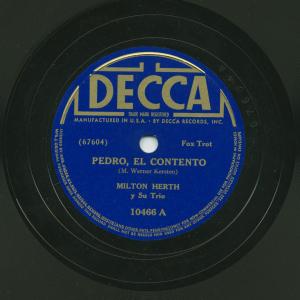 DECCA
TRADE MARK REGISTERED
MANUFACTURED IN U.S.A. • BY DECCA RECORDS, INC.
(67604) Fox Trot
PEDRO, EL CONTENTO
(M. Werner Kersten)
MILTON HERTH
y Su Trío
10466 A